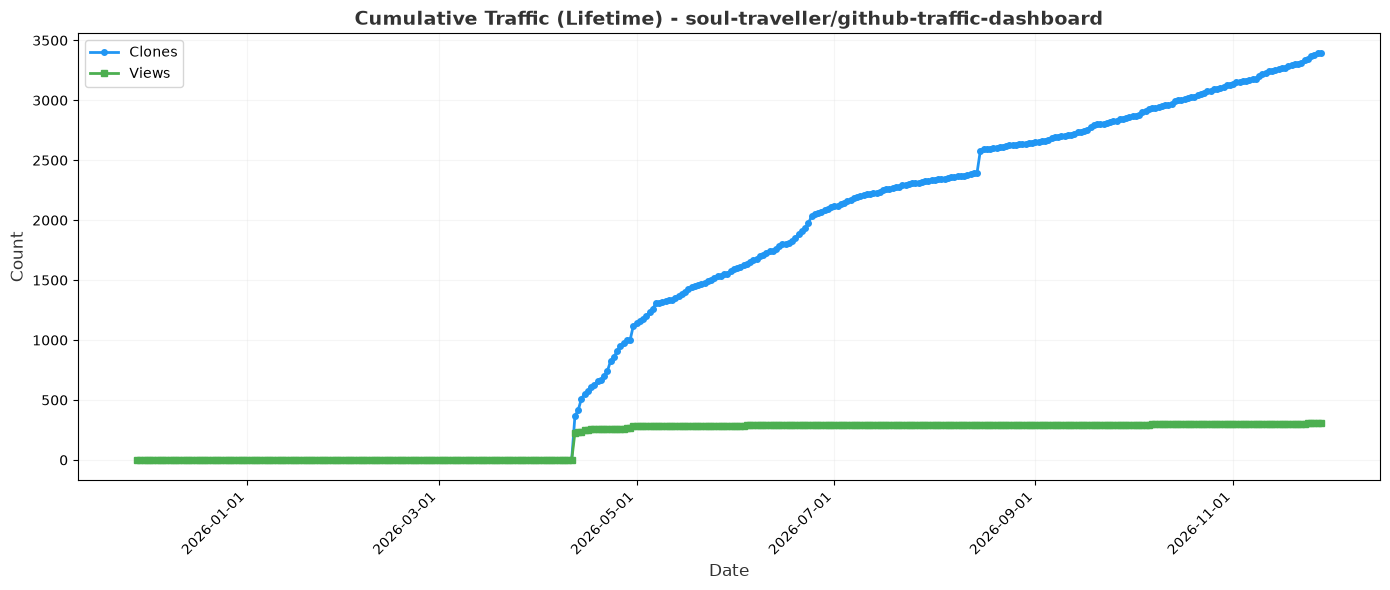 Cumulative Traffic (Lifetime) - soul-traveller/github-traffic-dashboard
Clones
Views
3500
3000
2500
2000
1500
1000
500
0
Count
2026-01-01
2026-03-01
2026-05-01
2026-07-01
2026-09-01
2026-11-01
Date